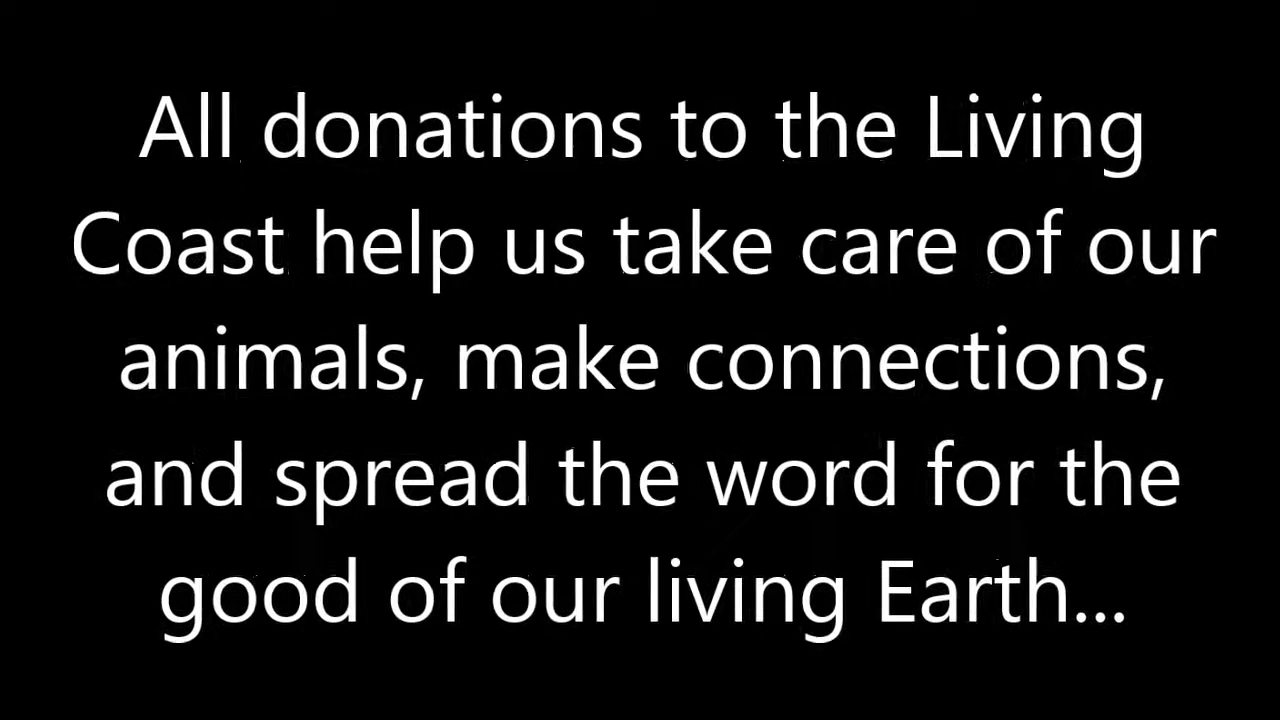 All donations to the Living
Coast help us take care of our
animals, make connections,
and spread the word for the
good of our living Earth...